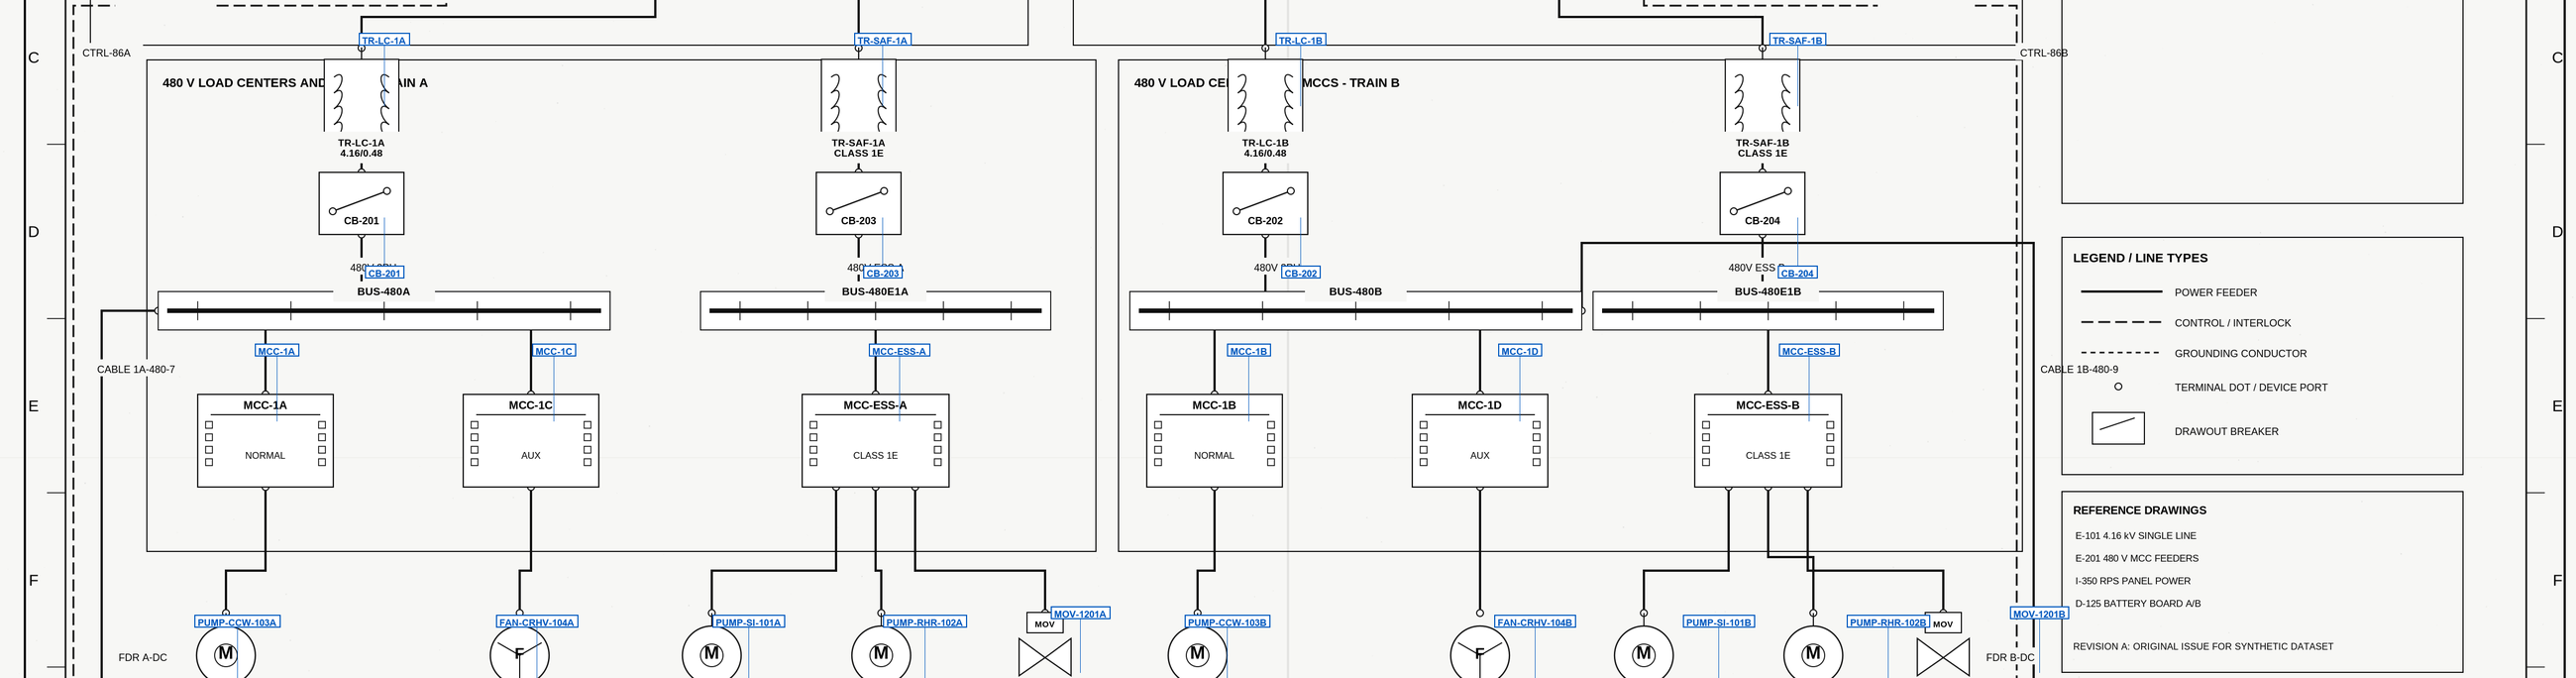 C
C
CTRL-86A
CTRL-86B
TR-LC-1A
TR-SAF-1A
TR-LC-1B
TR-SAF-1B
480 V LOAD CENTERS AND
A
480 V LOAD
MCCS - TRAIN B
TR-LC-1A
4.16/0.48
TR-SAF-1A
CLASS 1E
TR-LC-1B
4.16/0.48
TR-SAF-1B
CLASS 1E
CB-201
CB-203
CB-202
CB-204
D
D
LEGEND / LINE TYPES
480V
480V
480V
480V ESS
CB-201
CB-203
CB-202
CB-204
BUS-480A
BUS-480E1A
BUS-480B
BUS-480E1B
POWER FEEDER
CONTROL / INTERLOCK
GROUNDING CONDUCTOR
TERMINAL DOT / DEVICE PORT
DRAWOUT BREAKER
MCC-1A
MCC-1C
MCC-ESS-A
MCC-1B
MCC-1D
MCC-ESS-B
CABLE 1A-480-7
CABLE 1B-480-9
E
E
MCC-1A
MCC-1C
MCC-ESS-A
MCC-1B
MCC-1D
MCC-ESS-B
NORMAL
AUX
CLASS 1E
NORMAL
AUX
CLASS 1E
REFERENCE DRAWINGS
E-101 4.16 kV SINGLE LINE
E-201 480 V MCC FEEDERS
I-350 RPS PANEL POWER
D-125 BATTERY BOARD A/B
REVISION A: ORIGINAL ISSUE FOR SYNTHETIC DATASET
F
F
PUMP-CCW-103A
FAN-CRHV-104A
PUMP-SI-101A
PUMP-RHR-102A
MOV-1201A
PUMP-CCW-103B
FAN-CRHV-104B
PUMP-SI-101B
PUMP-RHR-102B
MOV-1201B
MOV
MOV
FDR A-DC
M
F
M
M
M
F
M
M
FDR B-DC